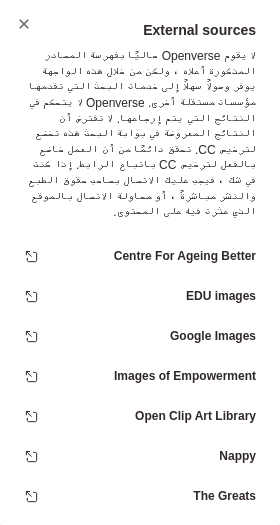 External sources
لا يقوم Openverse حاليًا بفهرسة المصادر
المذكورة أعلاه ، ولكن من خلال هذه الواجهة
يوفر وصولاً سهلاً إلى خدمات البحث التي تقدمها
مؤسسات مستقلة أخرى. Openverse لا يتحكم في
النتائج التي يتم إرجاعها. لا تفترض أن
النتائج المعروضة في بوابة البحث هذه تخضع
لترخيص CC. تحقق دائمًا من أن العمل خاضع
بالفعل لترخيص CC باتباع الرابط. إذا كنت
في شك ، فيجب عليك الاتصال بصاحب حقوق الطبع
والنشر مباشرةً ، أو محاولة الاتصال بالموقع
الذي عثرت فيه على المحتوى.
Centre For Ageing Better
EDU images
Google Images
Images of Empowerment
Open Clip Art Library
Nappy
The Greats